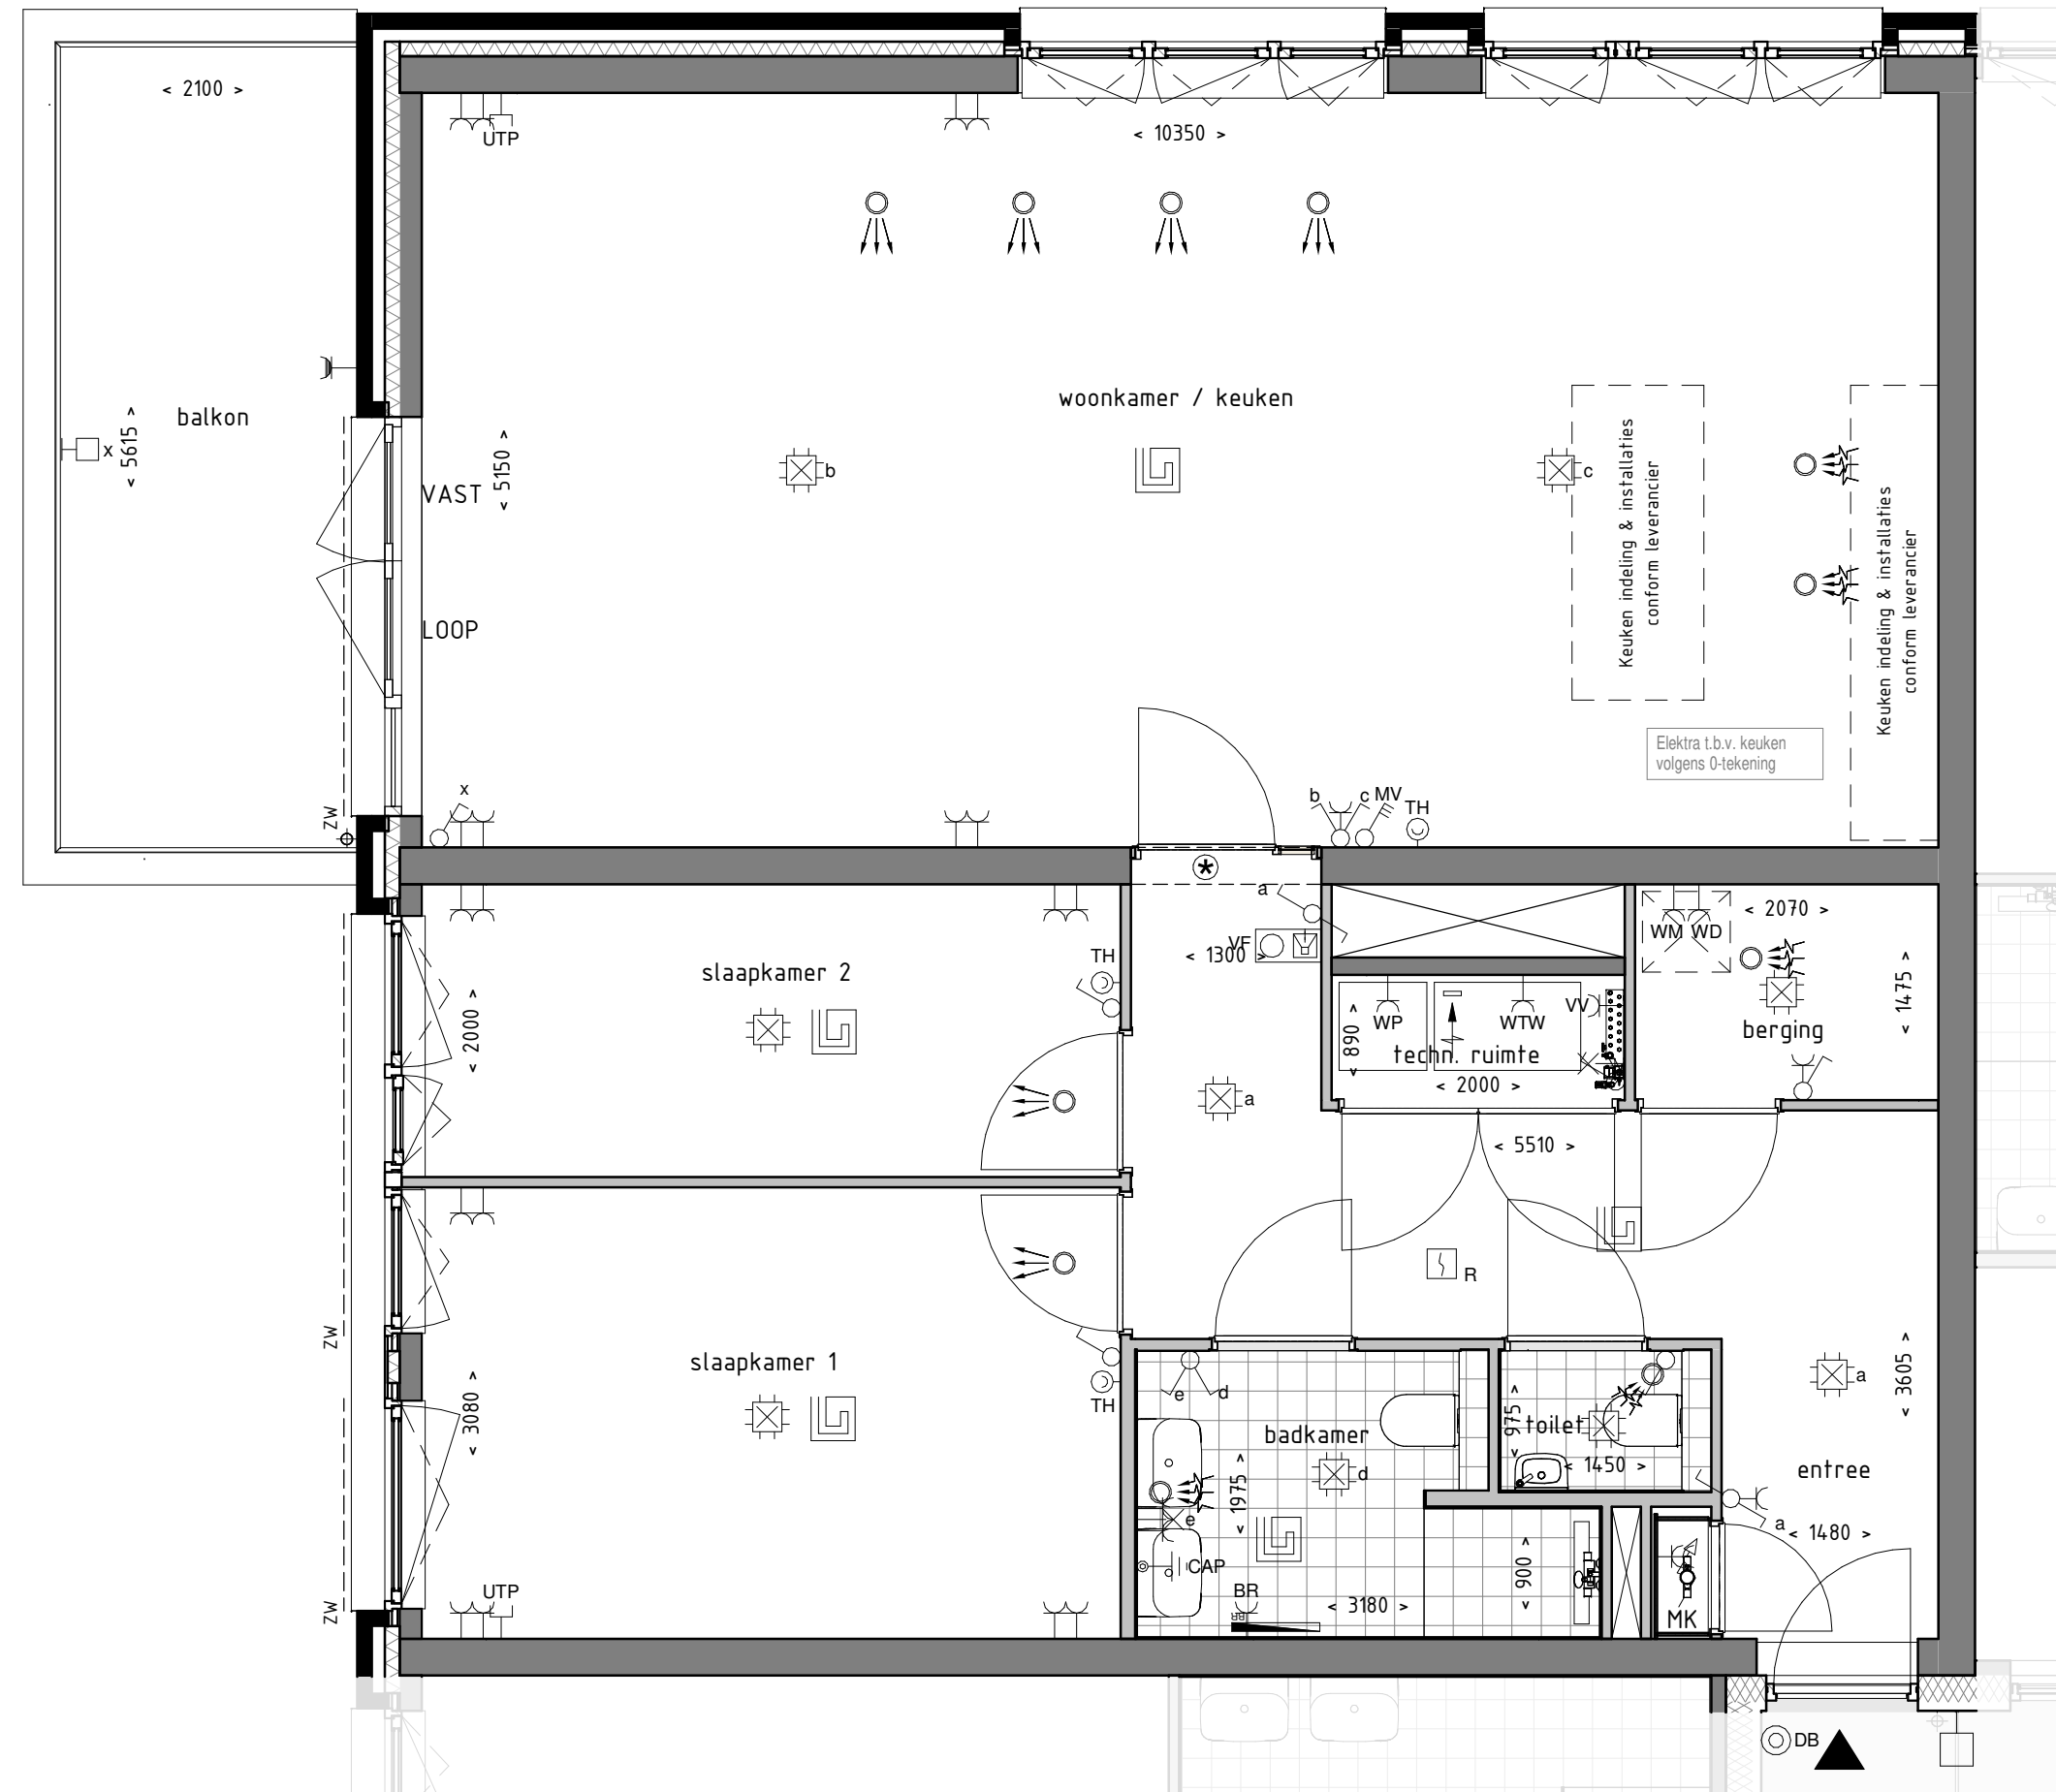 < 2100 >
UTP
< 10350 >
balkon
< 5615 >
x
woonkamer / keuken
< 5150 >
VAST
LOOP
b
c
Keuken indeling & installaties
conform leverancier
Keuken indeling & installaties
conform leverancier
Elektra t.b.v. keuken
volgens 0-tekening
ZW
x
b
c
MV
TH
*
a
VF
< 1300 >
slaapkamer 2
TH
< 2000 >
WP
WTW
VV
< 890 >
techn. ruimte
< 2000 >
WM
WD
< 2070 >
< 1475 >
berging
a
< 5510 >
R
ZW
slaapkamer 1
< 3080 >
TH
e
d
badkamer
d
< 1975 >
e
CAP
BR
BR
< 3180 >
< 900 >
< 975 >
toilet
< 1450 >
a
< 3605 >
entree
a
< 1480 >
MK
ZW
UTP
DB